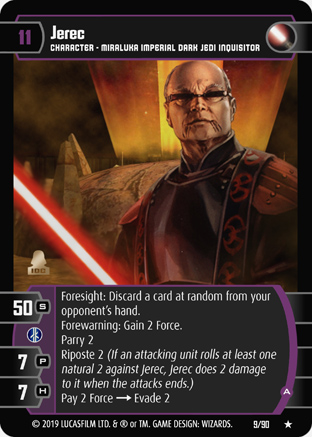 11
Jerec
CHARACTER - MIRALUKA IMPERIAL DARK JEDI INQUISITOR
100
50 S
Foresight: Discard a card at random from your
opponent's hand.
Forewarning: Gain 2 Force.
Parry 2
7 P
Riposte 2 (If an attacking unit rolls at least one
natural 2 against Jerec, Jerec does 2 damage
to it when the attacks ends.)
7 H
Pay 2 Force → Evade 2
A
© 2019 LUCASFILM LTD. & ® or TM. GAME DESIGN: WIZARDS.
9/90 ★